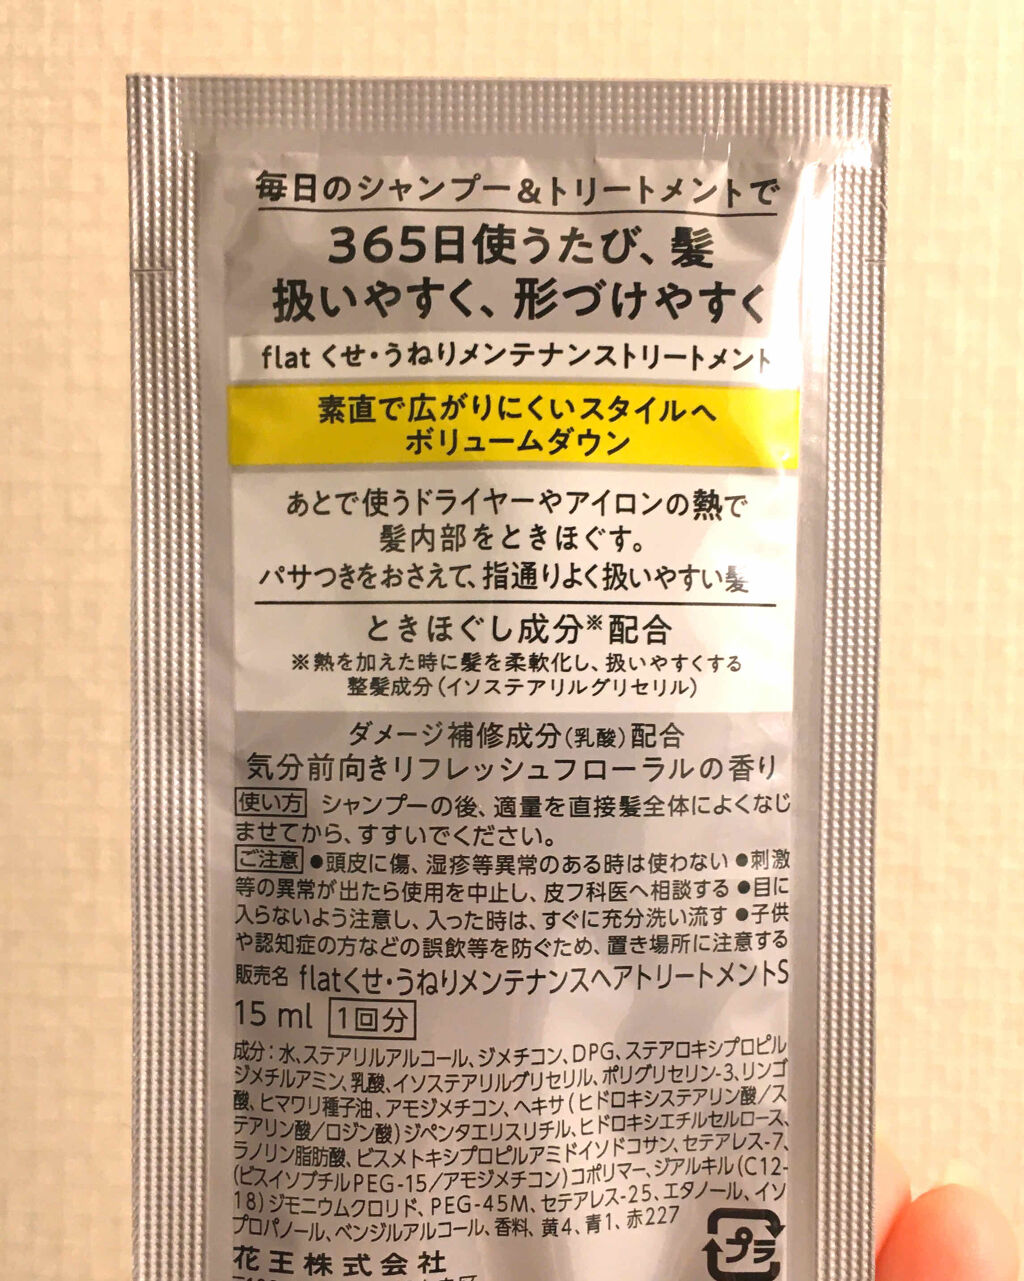 毎日のシャンプー&トリートメントで
365日使うたび、髪
扱いやすく、形づけやすく
flat くせ・うねりメンテナンストリートメント
素直で広がりにくいスタイルへ
ボリュームダウン
あとで使うドライヤーやアイロンの熱で
髪内部をときほぐす。
パサつきをおさえて、指通りよく扱いやすい髪
ときほぐし成分※配合
※熱を加えた時に髪を柔軟化し、扱いやすくする
整髪成分(イソステアリルグリセリル)
ダメージ補修成分(乳酸)配合
気分前向きリフレッシュフローラルの香り
使い方 シャンプーの後、適量を直接髪全体によくなじ
ませてから、すすいでください。
ご注意 ●頭皮に傷、湿疹等異常のある時は使わない ●刺激
等の異常が出たら使用を中止し、皮フ科医へ相談する ●目に
入らないよう注意し、入った時は、すぐに充分洗い流す ●子供
や認知症の方などの誤飲等を防ぐため、置き場所に注意する
販売名 flatくせ・うねりメンテナンスヘアトリートメントS
15 ml 1回分
成分:水、ステアリルアルコール、ジメチコン、DPG、ステアロキシプロピル
ジメチルアミン、乳酸、イソステアリルグリセリル、ポリグリセリン-3、リンゴ
酸、ヒマワリ種子油、アモジメチコン、ヘキサ(ヒドロキシステアリン酸/ス
テアリン酸/ロジン酸)ジペンタエリスリチル、ヒドロキシエチルセルロース、
ラノリン脂肪酸、ビスメトキシプロピルアミドイソドコサン、セテアレス-7、
(ビスイソブチルPEG-15/アモジメチコン)コポリマー、ジアルキル(C12-
18)ジモニウムクロリド、PEG-45M、セテアレス-25、エタノール、イソ
プロパノール、ベンジルアルコール、香料、黄4、青1、赤227
プラ
花王株式会社